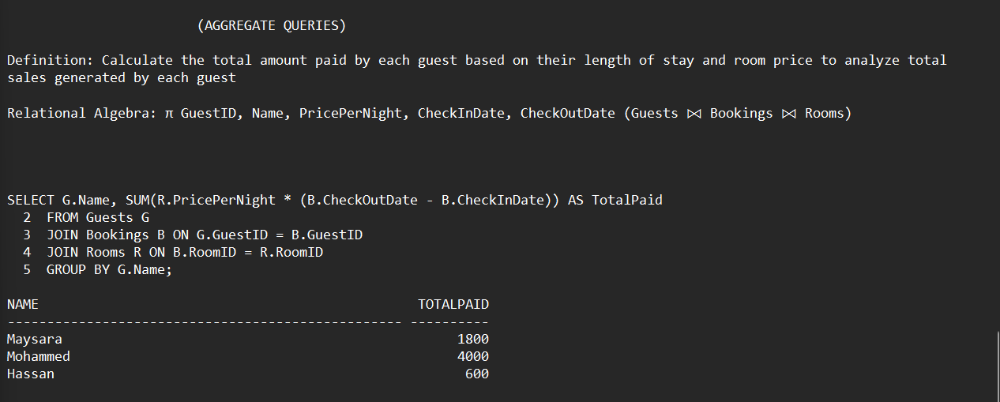 (AGGREGATE QUERIES)
Definition: Calculate the total amount paid by each guest based on their length of stay and room price to analyze total
sales generated by each guest
Relational Algebra: π GuestID, Name, PricePerNight, CheckInDate, CheckOutDate (Guests ⋈ Bookings ⋈ Rooms)
SELECT G.Name, SUM(R.PricePerNight * (B.CheckOutDate - B.CheckInDate)) AS TotalPaid
  2  FROM Guests G
  3  JOIN Bookings B ON G.GuestID = B.GuestID
  4  JOIN Rooms R ON B.RoomID = R.RoomID
  5  GROUP BY G.Name;
NAME                                                TOTALPAID
-------------------------------------------------- ----------
Maysara                                                  1800
Mohammed                                                 4000
Hassan                                                    600